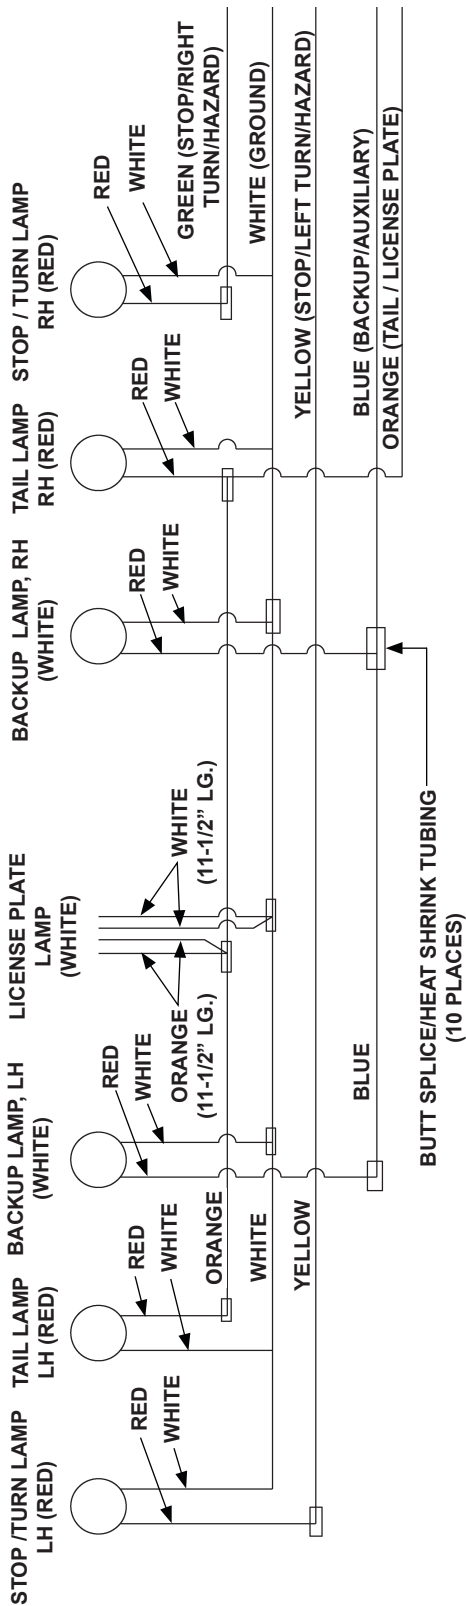 STOP /TURN LAMP
LH (RED)
TAIL LAMP
LH (RED)
BACKUP LAMP, LH
(WHITE)
LICENSE PLATE
LAMP
(WHITE)
BACKUP LAMP, RH
(WHITE)
TAIL LAMP
RH (RED)
STOP / TURN LAMP
RH (RED)
RED
WHITE
RED
WHITE
RED
WHITE
ORANGE
(11-1/2” LG.)
WHITE
(11-1/2” LG.)
RED
WHITE
RED
WHITE
RED
WHITE
ORANGE
WHITE
YELLOW
BLUE
GREEN (STOP/RIGHT
TURN/HAZARD)
WHITE (GROUND)
YELLOW (STOP/LEFT TURN/HAZARD)
BLUE (BACKUP/AUXILIARY)
ORANGE (TAIL / LICENSE PLATE)
BUTT SPLICE/HEAT SHRINK TUBING
(10 PLACES)